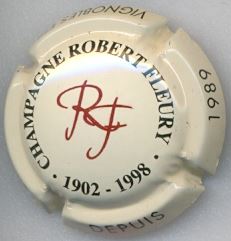 CHAMPAGNE ROBERT FLEURY
RF
· 1902 - 1998 ·
VIGNOBLES
DEPUIS
1989